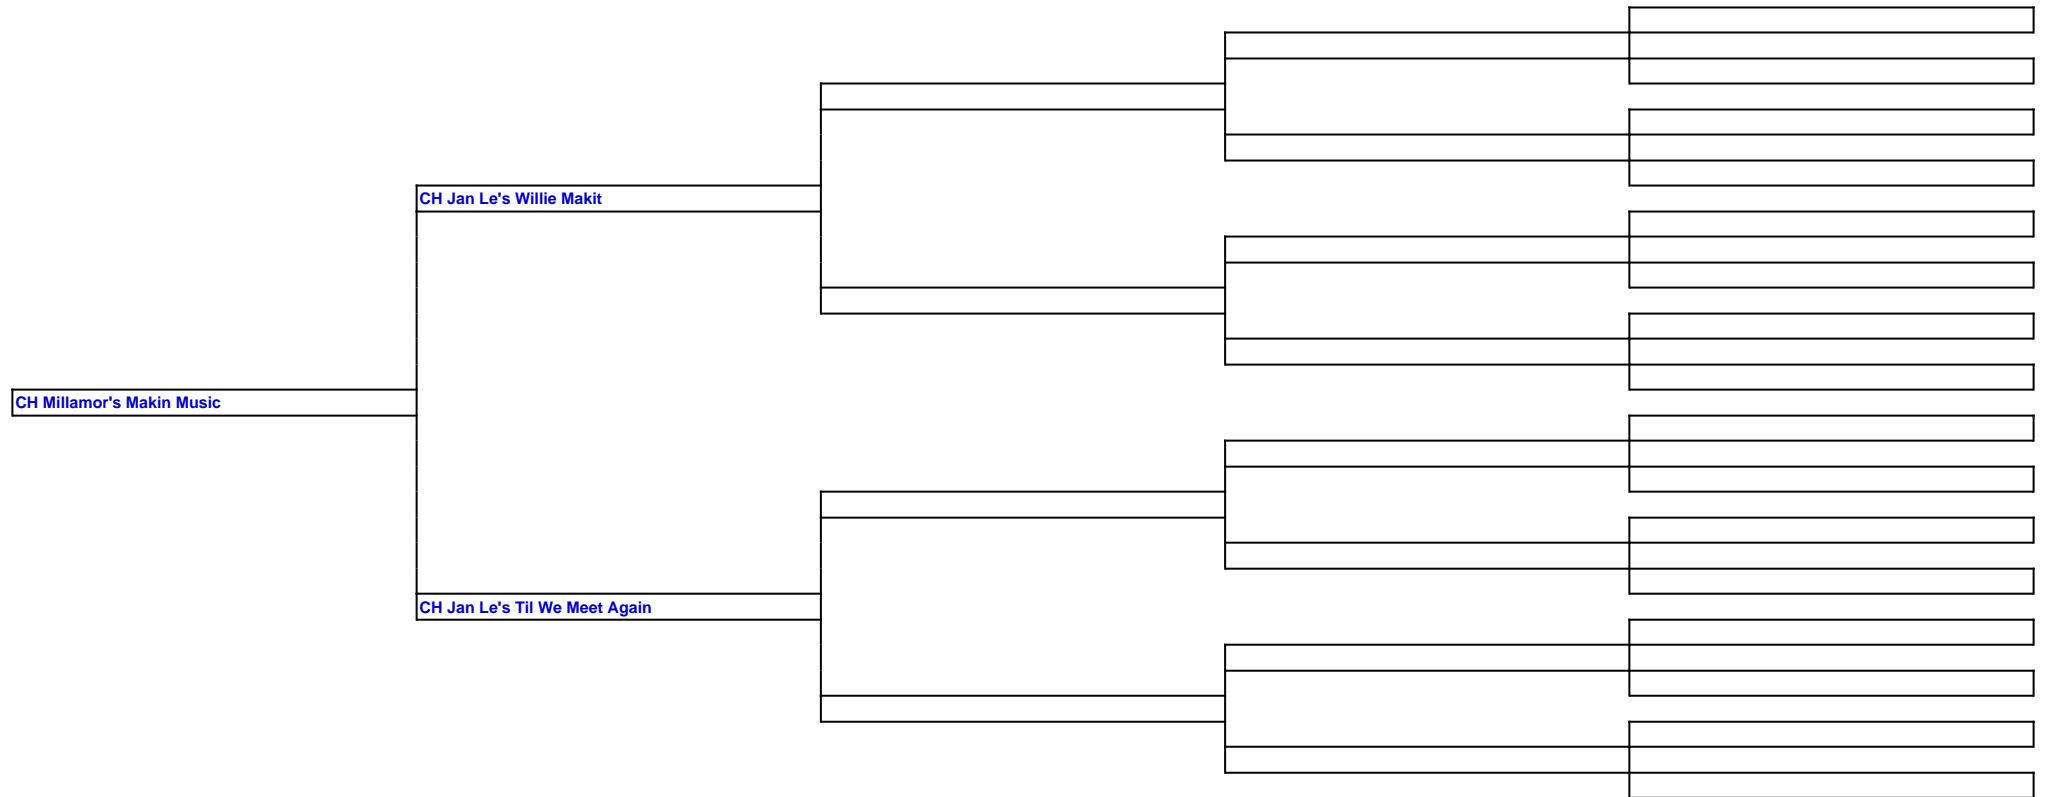 CH Jan Le's Willie Makit
CH Millamor's Makin Music
CH Jan Le's Til We Meet Again